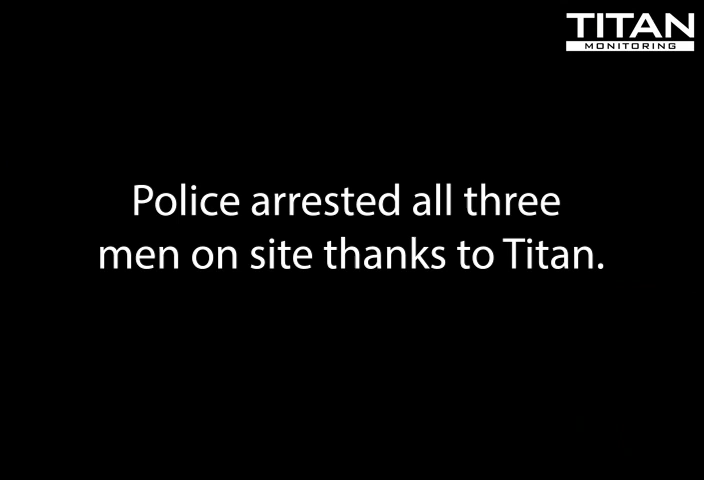 TITAN
MONITORING
Police arrested all three
men on site thanks to Titan.